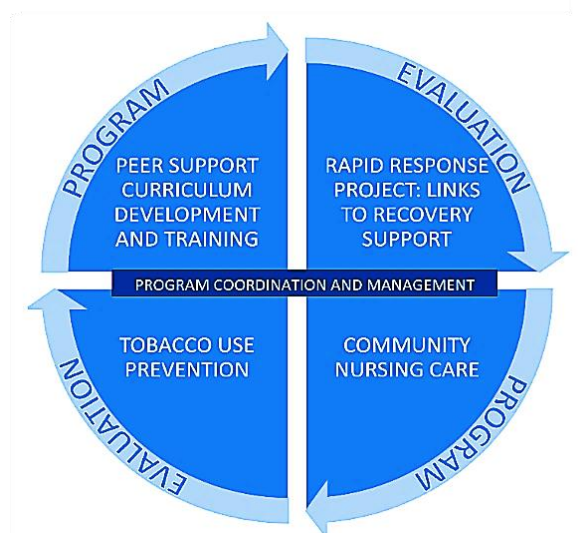 PROGRAM
EVALUATION
PEER SUPPORT
CURRICULUM
DEVELOPMENT
AND TRAINING
RAPID RESPONSE
PROJECT: LINKS
TO RECOVERY
SUPPORT
PROGRAM COORDINATION AND MANAGEMENT
TOBACCO USE
PREVENTION
COMMUNITY
NURSING CARE
EVALUATION
PROGRAM